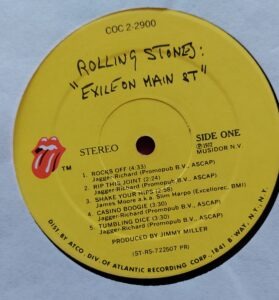 COC 2-2900
ROLLING STONES:
"EXILE ON MAIN ST"
STEREO
SIDE ONE
℗1972
MUSIDOR N.V.
TM
1. ROCKS OFF (4:33)
Jagger-Richard (Promopub B.V., ASCAP)
2. RIP THIS JOINT (2:24)
Jagger-Richard (Promopub B.V., ASCAP)
3. SHAKE YOUR HIPS (2:58)
James Moore a.k.a. Slim Harpo (Excellorec, BMI)
4. CASINO BOOGIE (3:30)
Jagger-Richard (Promopub B.V., ASCAP)
5. TUMBLING DICE (3:30)
Jagger-Richard (Promopub B.V., ASCAP)
PRODUCED BY JIMMY MILLER
(ST-RS-722507 PR)
DIST. BY ATCO DIV. OF ATLANTIC RECORDING CORP., 1841 B'WAY, N.Y., N.Y.